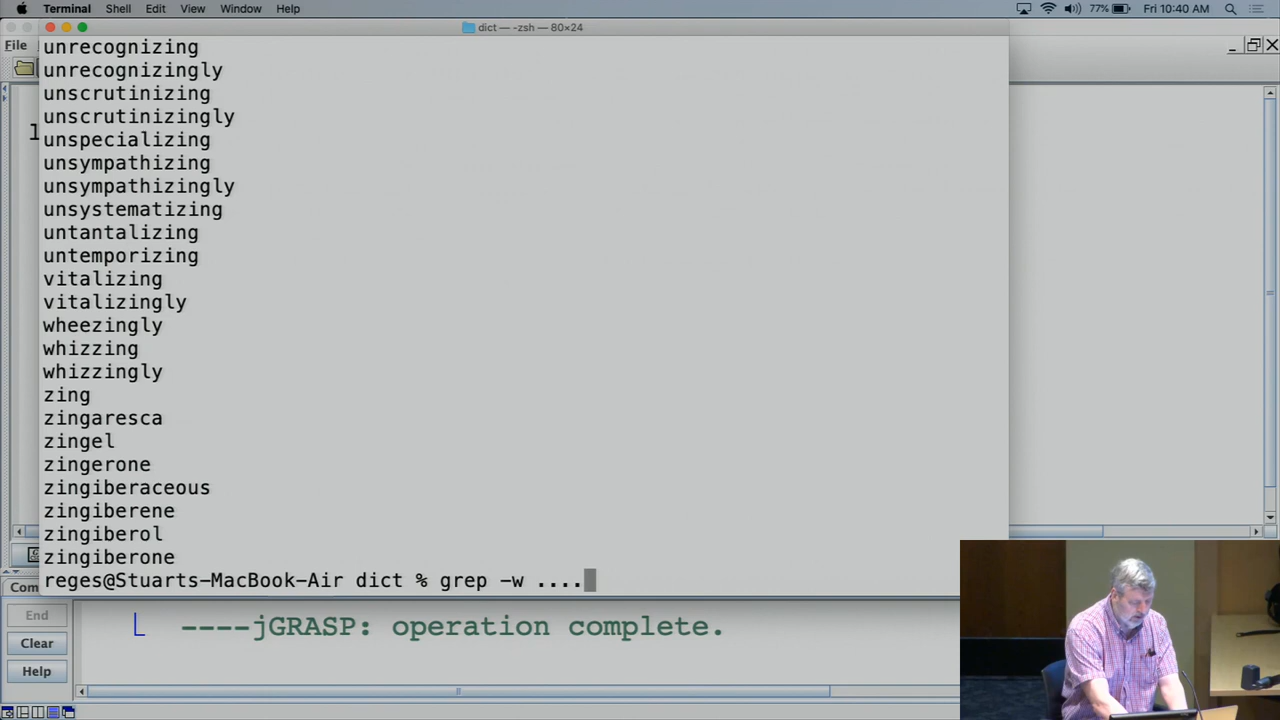 Terminal Shell Edit View Window Help 77% Fri 10:40 AM
dict — -zsh — 80×24
File
unrecognizing
unrecognizingly
unscrutinizing
unscrutinizingly
1
unspecializing
unsympathizing
unsympathizingly
unsystematizing
untantalizing
untemporizing
vitalizing
vitalizingly
wheezingly
whizzing
whizzingly
zing
zingaresca
zingel
zingerone
zingiberaceous
zingiberene
zingiberol
zingiberone
reges@Stuarts-MacBook-Air dict % grep -w ....
Com
End
----jGRASP: operation complete.
Clear
Help